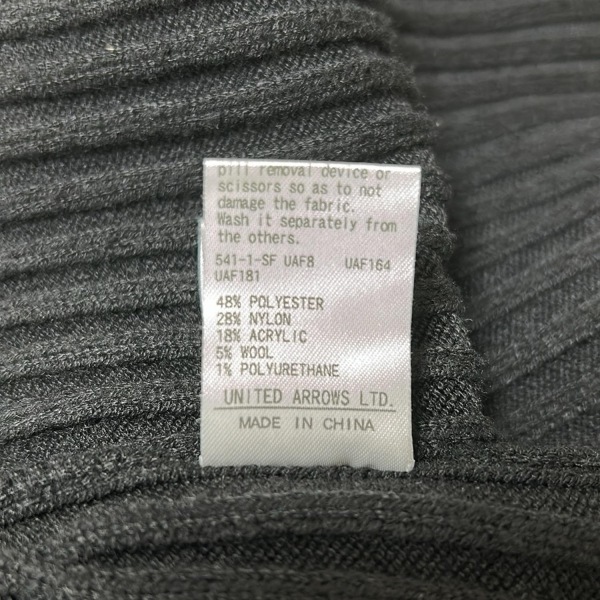 pill removal device or
scissors so as to not
damage the fabric.
Wash it separately from
the others.
541-1-SF UAF8 UAF164
UAF181
48% POLYESTER
28% NYLON
18% ACRYLIC
5% WOOL
1% POLYURETHANE
UNITED ARROWS LTD.
MADE IN CHINA